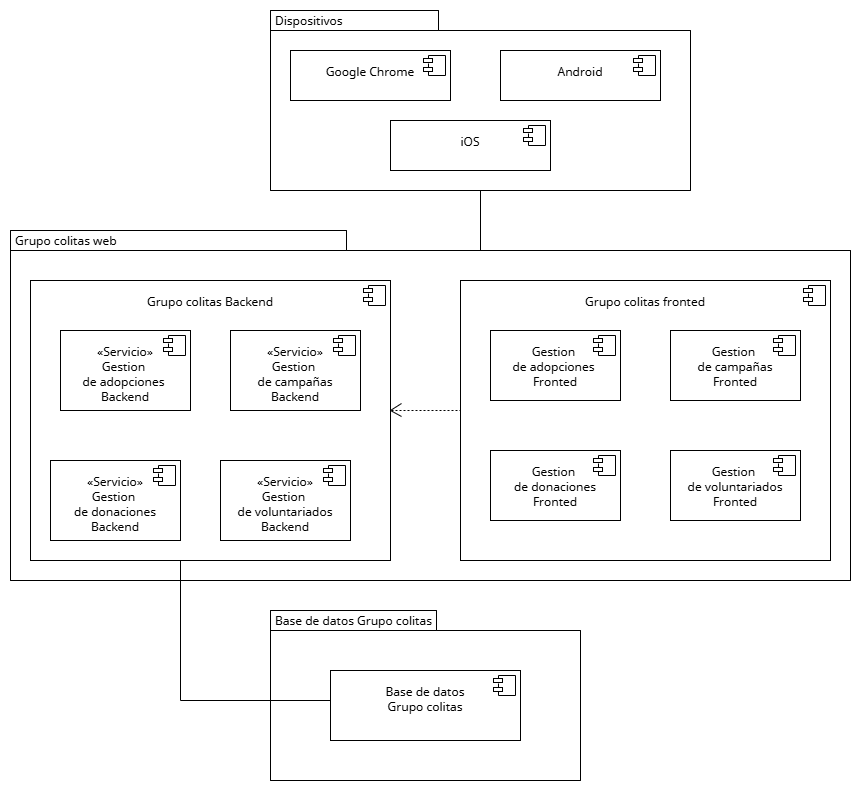 Dispositivos
Google Chrome
Android
iOS
Grupo colitas web
Grupo colitas Backend
«Servicio»
Gestion
de adopciones
Backend
«Servicio»
Gestion
de campañas
Backend
«Servicio»
Gestion
de donaciones
Backend
«Servicio»
Gestion
de voluntariados
Backend
Grupo colitas fronted
Gestion
de adopciones
Fronted
Gestion
de campañas
Fronted
Gestion
de donaciones
Fronted
Gestion
de voluntariados
Fronted
Base de datos Grupo colitas
Base de datos
Grupo colitas